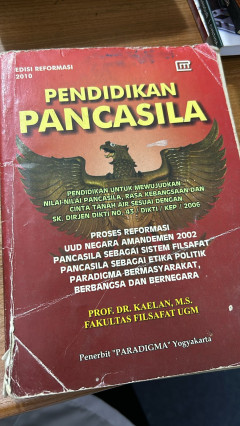 EDISI REFORMASI
2010
PENDIDIKAN
PANCASILA
PENDIDIKAN UNTUK MEWUJUDKAN
NILAI-NILAI PANCASILA, RASA KEBANGSAAN DAN
CINTA TANAH AIR SESUAI DENGAN
SK. DIRJEN DIKTI NO. 43 / DIKTI / KEP / 2006
PROSES REFORMASI
UUD NEGARA AMANDEMEN 2002
PANCASILA SEBAGAI SISTEM FILSAFAT
PANCASILA SEBAGAI ETIKA POLITIK
PARADIGMA BERMASYARAKAT,
BERBANGSA DAN BERNEGARA
PROF. DR. KAELAN, M.S.
FAKULTAS FILSAFAT UGM
Penerbit "PARADIGMA" Yogyakarta